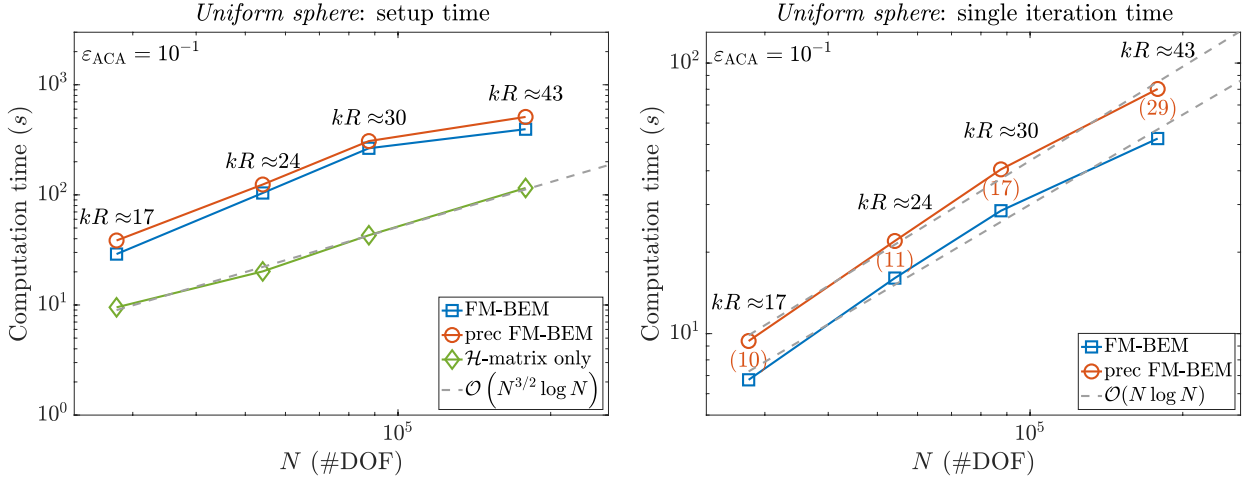 Uniform sphere: setup time
ε_ACA = 10^-1
kR ≈17
kR ≈24
kR ≈30
kR ≈43
10^3
10^2
10^1
10^0
Computation time (s)
10^5
N (#DOF)
FM-BEM
prec FM-BEM
ℋ-matrix only
𝒪(N^{3/2} log N)
Uniform sphere: single iteration time
ε_ACA = 10^-1
kR ≈17
kR ≈24
kR ≈30
kR ≈43
(10)
(11)
(17)
(29)
10^2
10^1
Computation time (s)
10^5
N (#DOF)
FM-BEM
prec FM-BEM
𝒪(N log N)